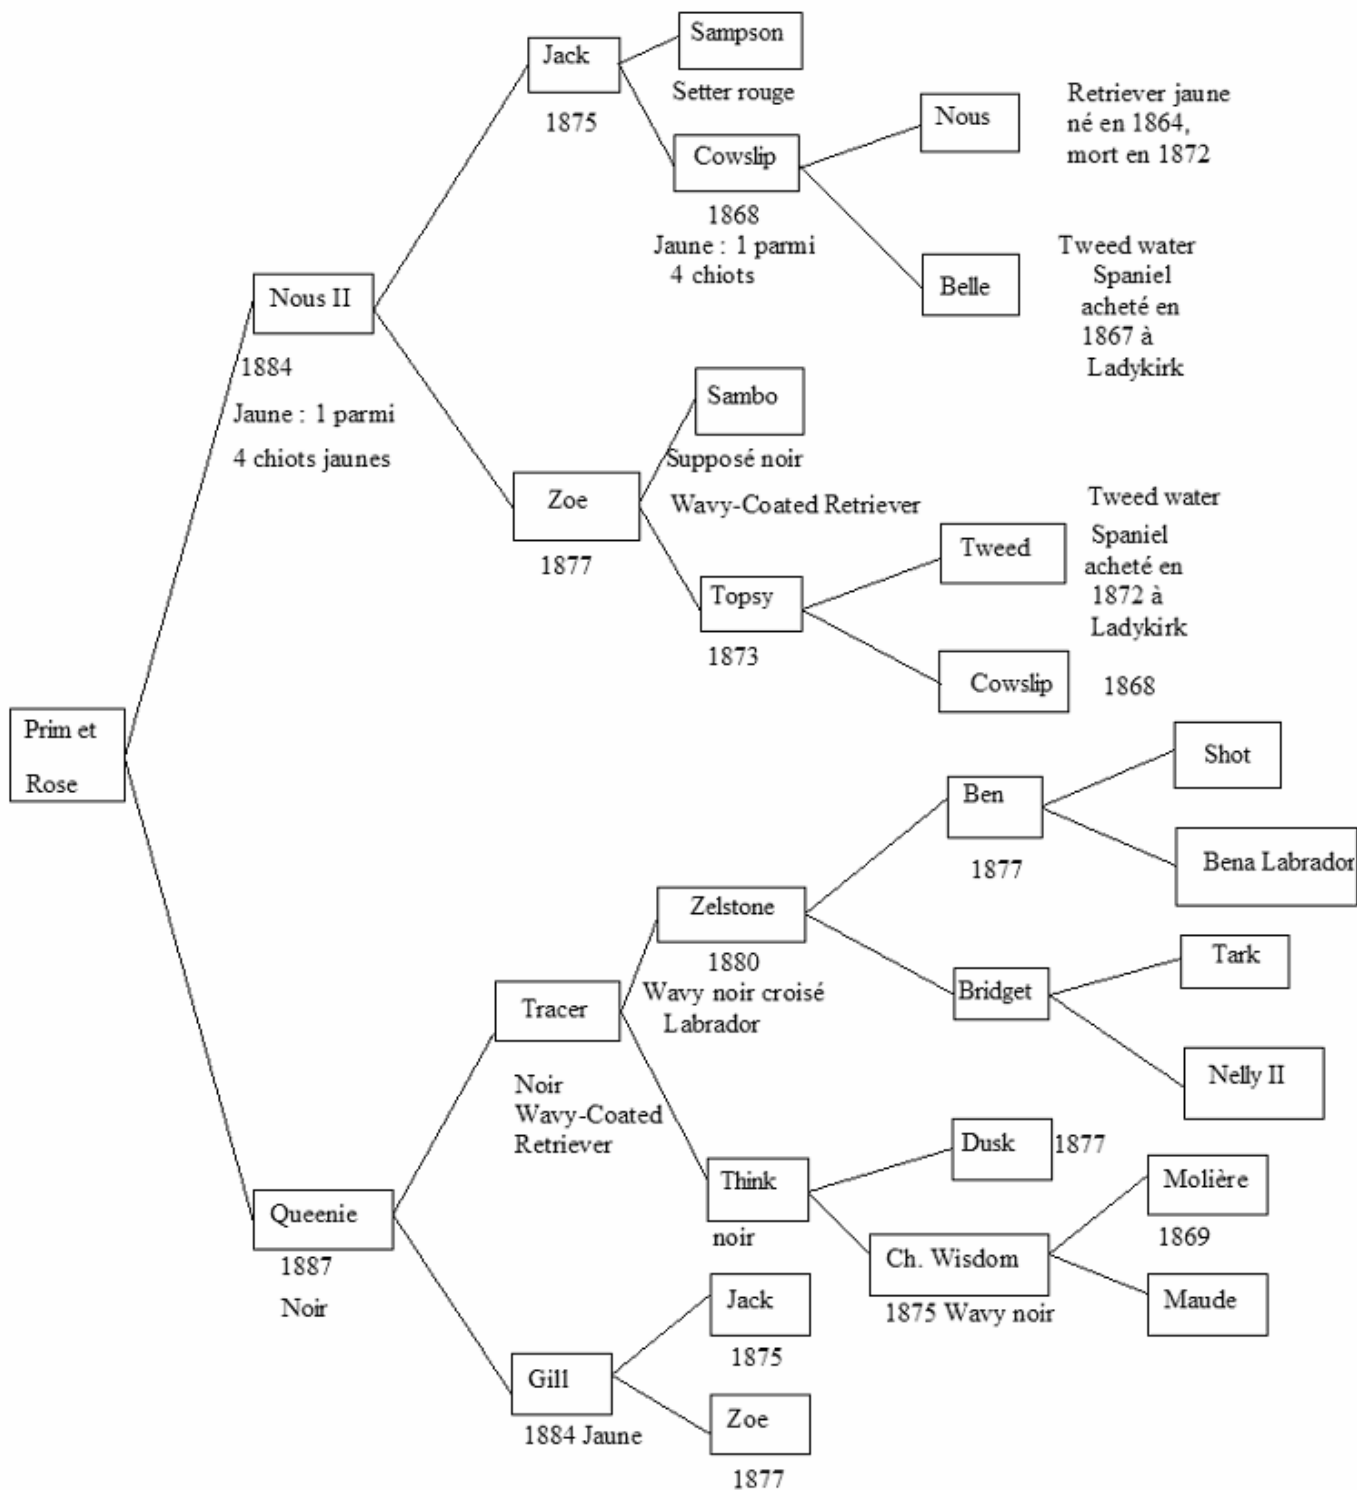 Jack
1875
Sampson
Setter rouge
Cowslip
1868
Jaune : 1 parmi
4 chiots
Nous
Retriever jaune
né en 1864,
mort en 1872
Belle
Tweed water
Spaniel
acheté en
1867 à
Ladykirk
Nous II
1884
Jaune : 1 parmi
4 chiots jaunes
Zoe
1877
Sambo
Supposé noir
Wavy-Coated Retriever
Topsy
1873
Tweed
Tweed water
Spaniel
acheté en
1872 à
Ladykirk
Cowslip
1868
Prim et
Rose
Queenie
1887
Noir
Tracer
Noir
Wavy-Coated
Retriever
Zelstone
1880
Wavy noir croisé
Labrador
Ben
1877
Shot
Bena Labrador
Bridget
Tark
Nelly II
Think
noir
Dusk
1877
Ch. Wisdom
1875 Wavy noir
Molière
1869
Maude
Gill
1884 Jaune
Jack
1875
Zoe
1877